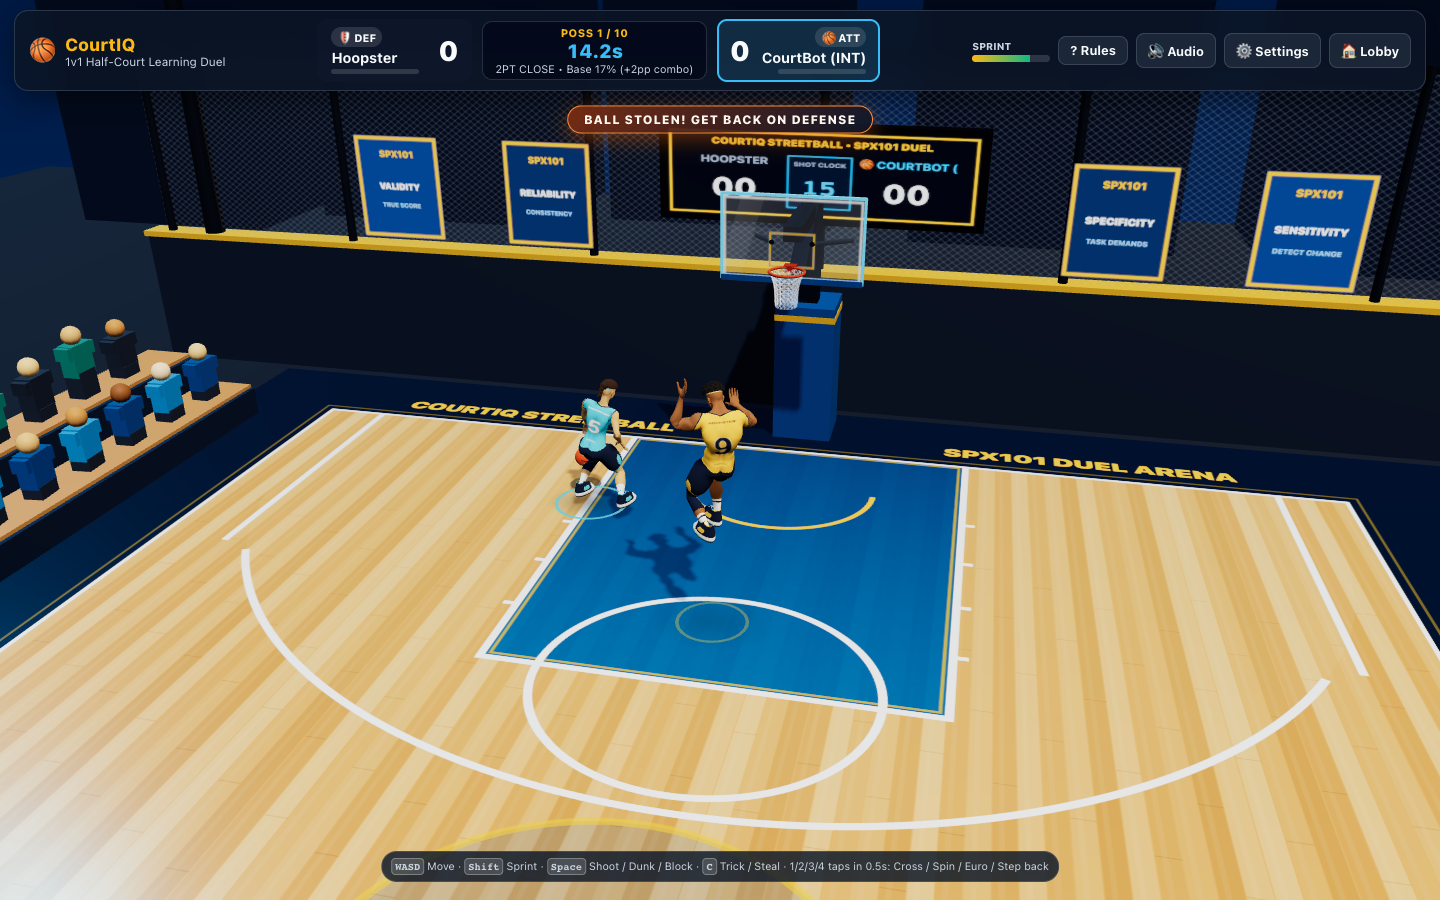 CourtIQ
1v1 Half-Court Learning Duel
DEF
Hoopster
0
POSS 1 / 10
14.2s
2PT CLOSE • Base 17% (+2pp combo)
0
ATT
CourtBot (INT)
SPRINT
? Rules
Audio
Settings
Lobby
BALL STOLEN! GET BACK ON DEFENSE
COURTIQ STREETBALL - SPX101 DUEL
HOOPSTER
SHOT CLOCK
COURTBOT (
00
15
00
SPX101
VALIDITY
TRUE SCORE
SPX101
RELIABILITY
CONSISTENCY
SPX101
SPECIFICITY
TASK DEMANDS
SPX101
SENSITIVITY
DETECT CHANGE
COURTIQ STREETBALL
SPX101 DUEL ARENA
5
9
WASD Move · Shift Sprint · Space Shoot / Dunk / Block · C Trick / Steal · 1/2/3/4 taps in 0.5s: Cross / Spin / Euro / Step back